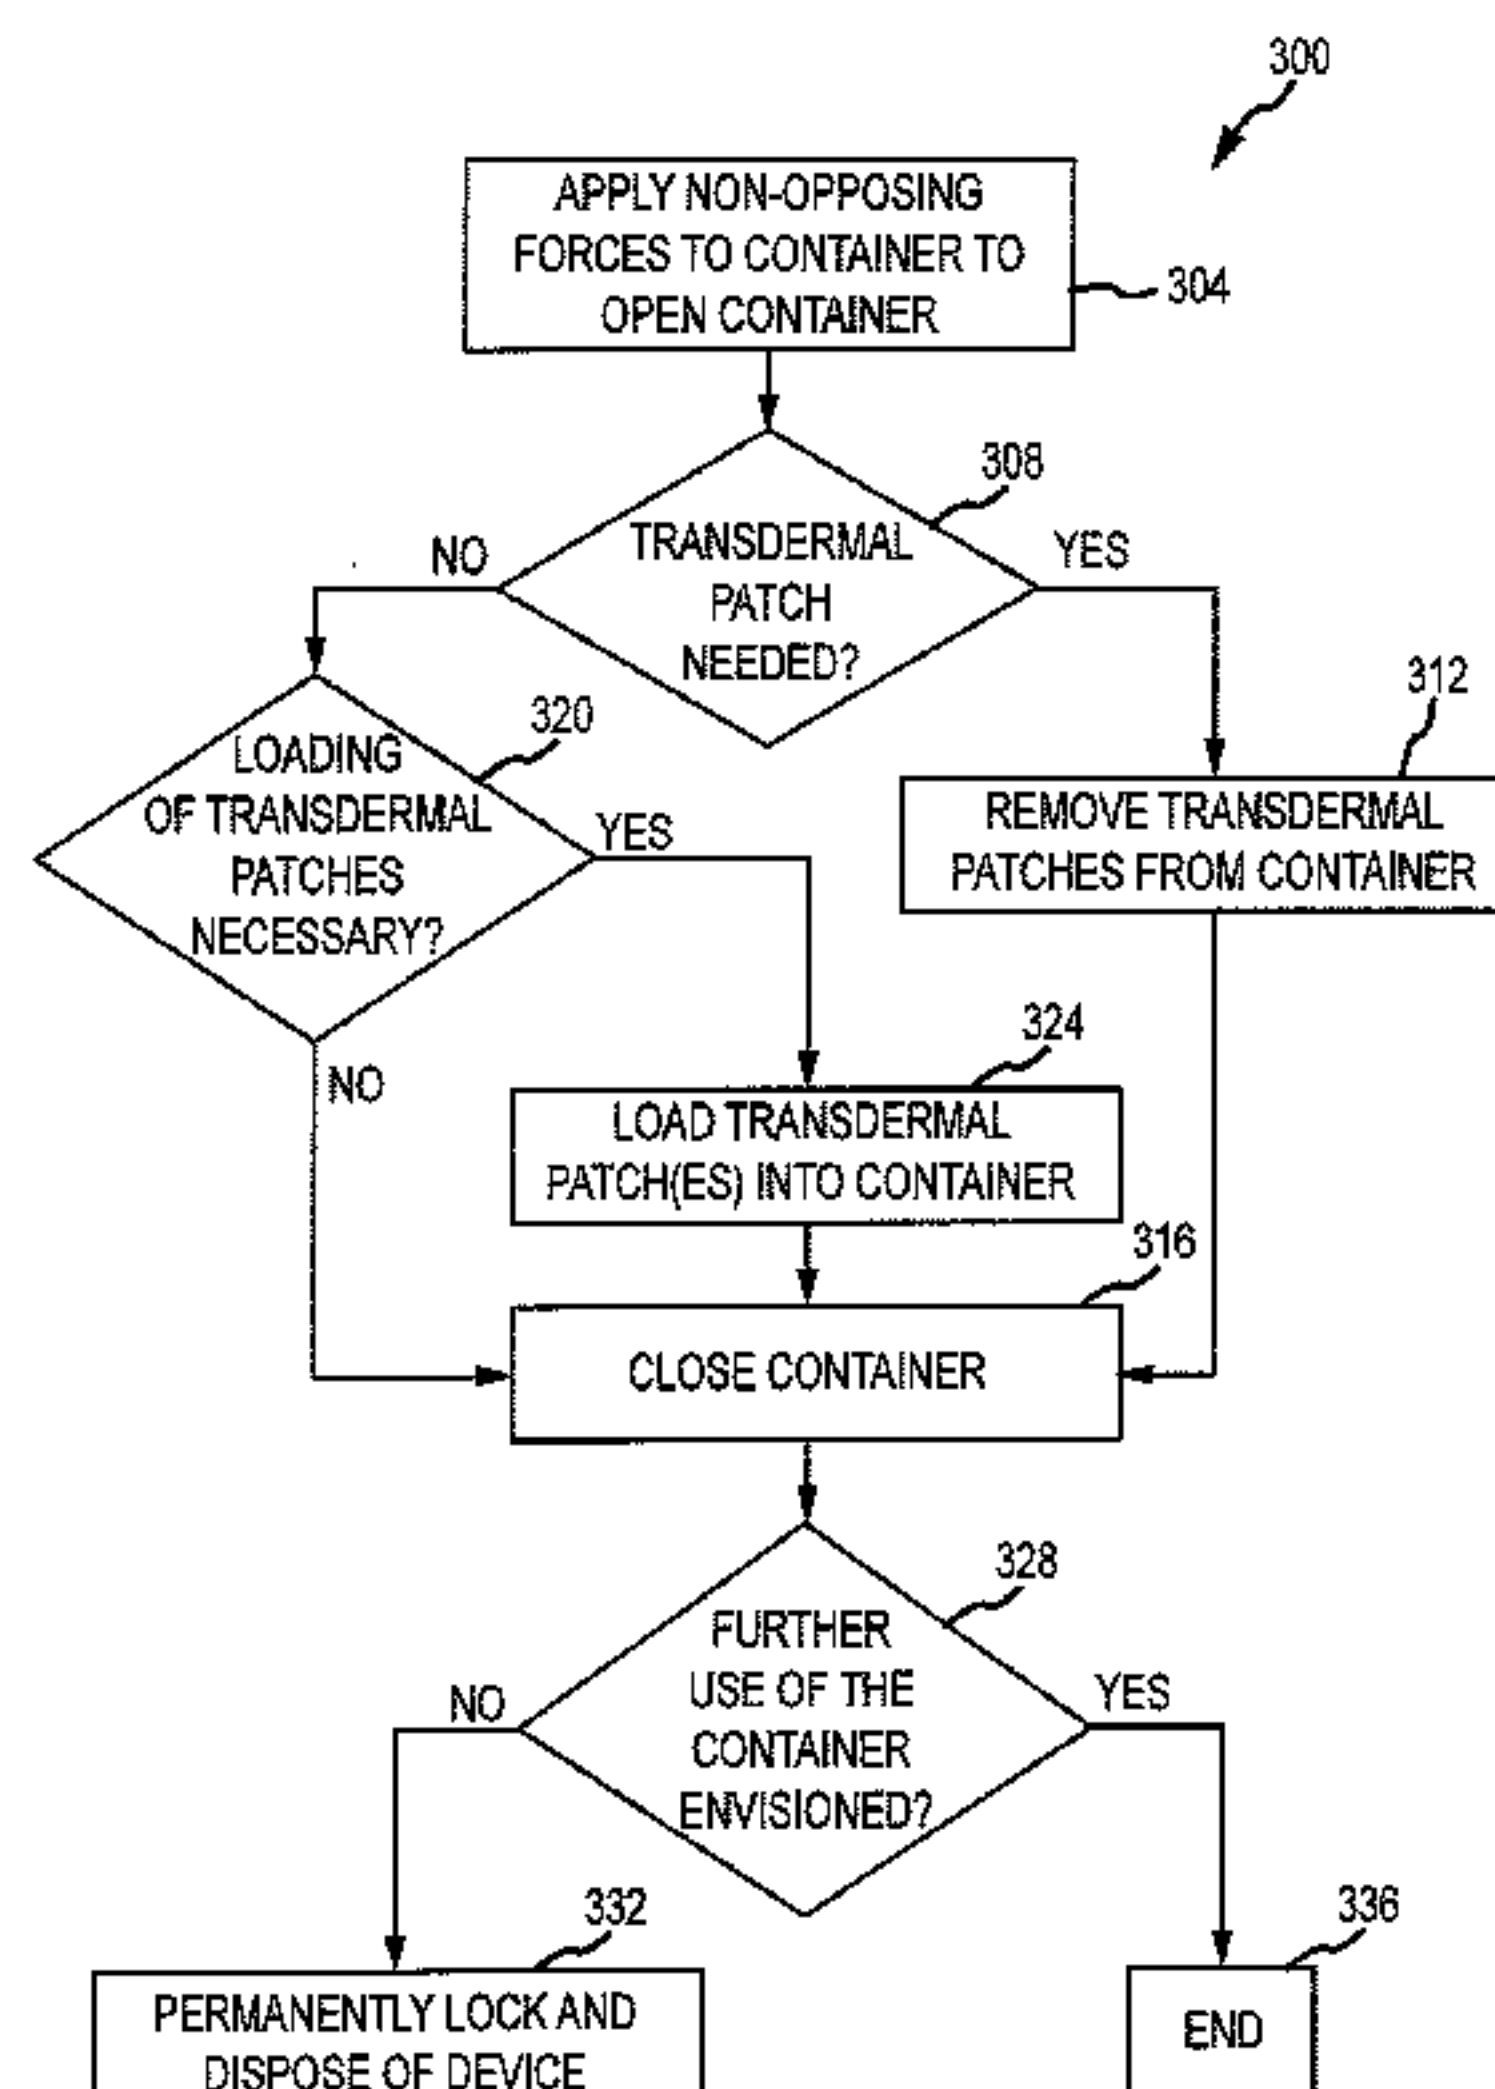 300
APPLY NON-OPPOSING
FORCES TO CONTAINER TO
OPEN CONTAINER
304
308
TRANSDERMAL
PATCH
NEEDED?
NO
YES
312
REMOVE TRANSDERMAL
PATCHES FROM CONTAINER
320
LOADING
OF TRANSDERMAL
PATCHES
NECESSARY?
YES
NO
324
LOAD TRANSDERMAL
PATCH(ES) INTO CONTAINER
316
CLOSE CONTAINER
328
FURTHER
USE OF THE
CONTAINER
ENVISIONED?
NO
YES
332
PERMANENTLY LOCK AND
DISPOSE OF DEVICE
336
END